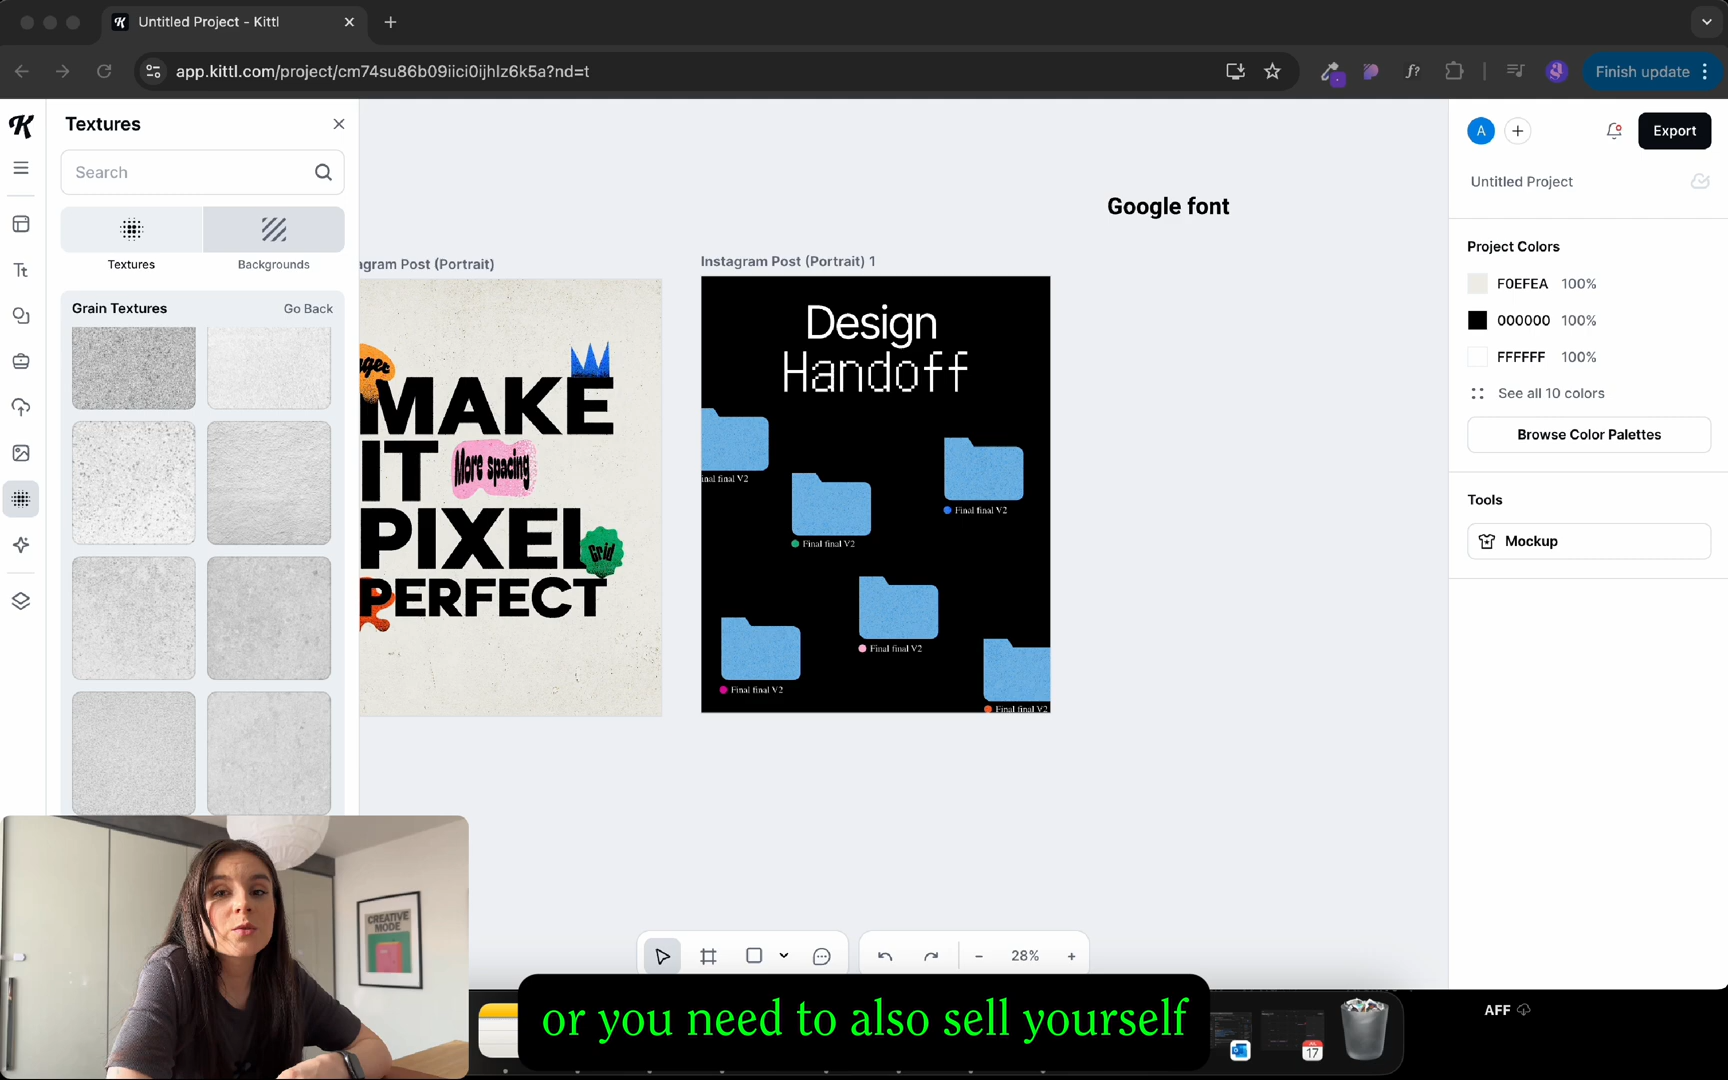 Untitled Project - Kittl
app.kittl.com/project/cm74su86b09iici0ijhlz6k5a?nd=t
f?
Finish update
Textures
Search
Textures
Backgrounds
Grain Textures
Go Back
gram Post (Portrait)
MAKE
IT
More spacing
PIXEL
Grid
PERFECT
Instagram Post (Portrait) 1
Design
Handoff
inal final V2
Final final V2
Final final V2
Final final V2
Final final V2
Final final V2
Google font
A
Export
Untitled Project
Project Colors
F0EFEA 100%
000000 100%
FFFFFF 100%
See all 10 colors
Browse Color Palettes
Tools
Mockup
CREATIVE
MODE
28%
or you need to also sell yourself
17
AFF